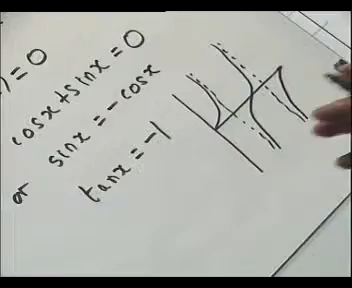 ) = 0
cosx + sinx = 0
or sinx = -cosx
tanx = -1